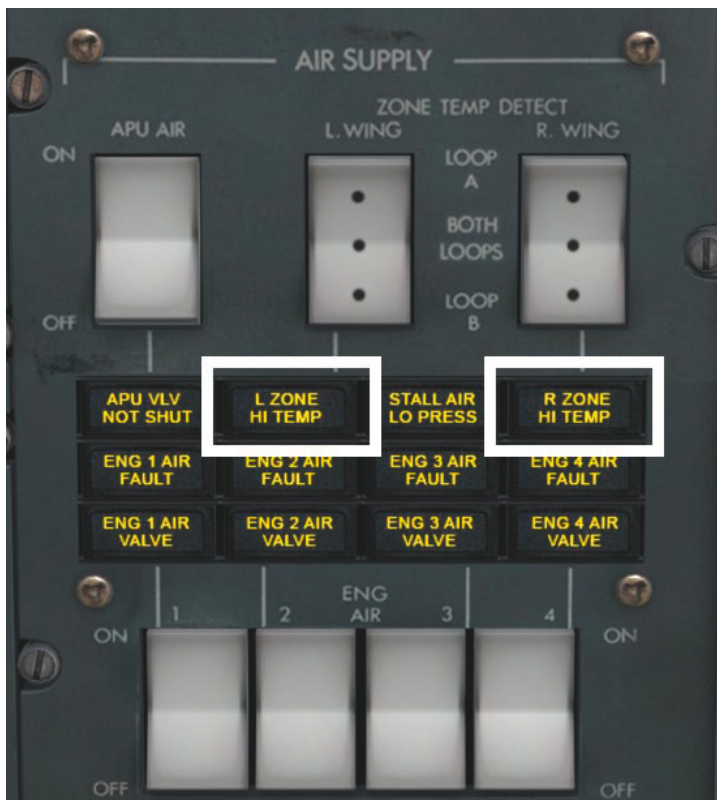 AIR SUPPLY
ZONE TEMP DETECT
APU AIR
L. WING
R. WING
ON
LOOP
A
BOTH
LOOPS
LOOP
B
OFF
APU VLV
NOT SHUT
L ZONE
HI TEMP
STALL AIR
LO PRESS
R ZONE
HI TEMP
ENG 1 AIR
FAULT
ENG 2 AIR
FAULT
ENG 3 AIR
FAULT
ENG 4 AIR
FAULT
ENG 1 AIR
VALVE
ENG 2 AIR
VALVE
ENG 3 AIR
VALVE
ENG 4 AIR
VALVE
ENG
AIR
1
2
3
4
ON
ON
OFF
OFF